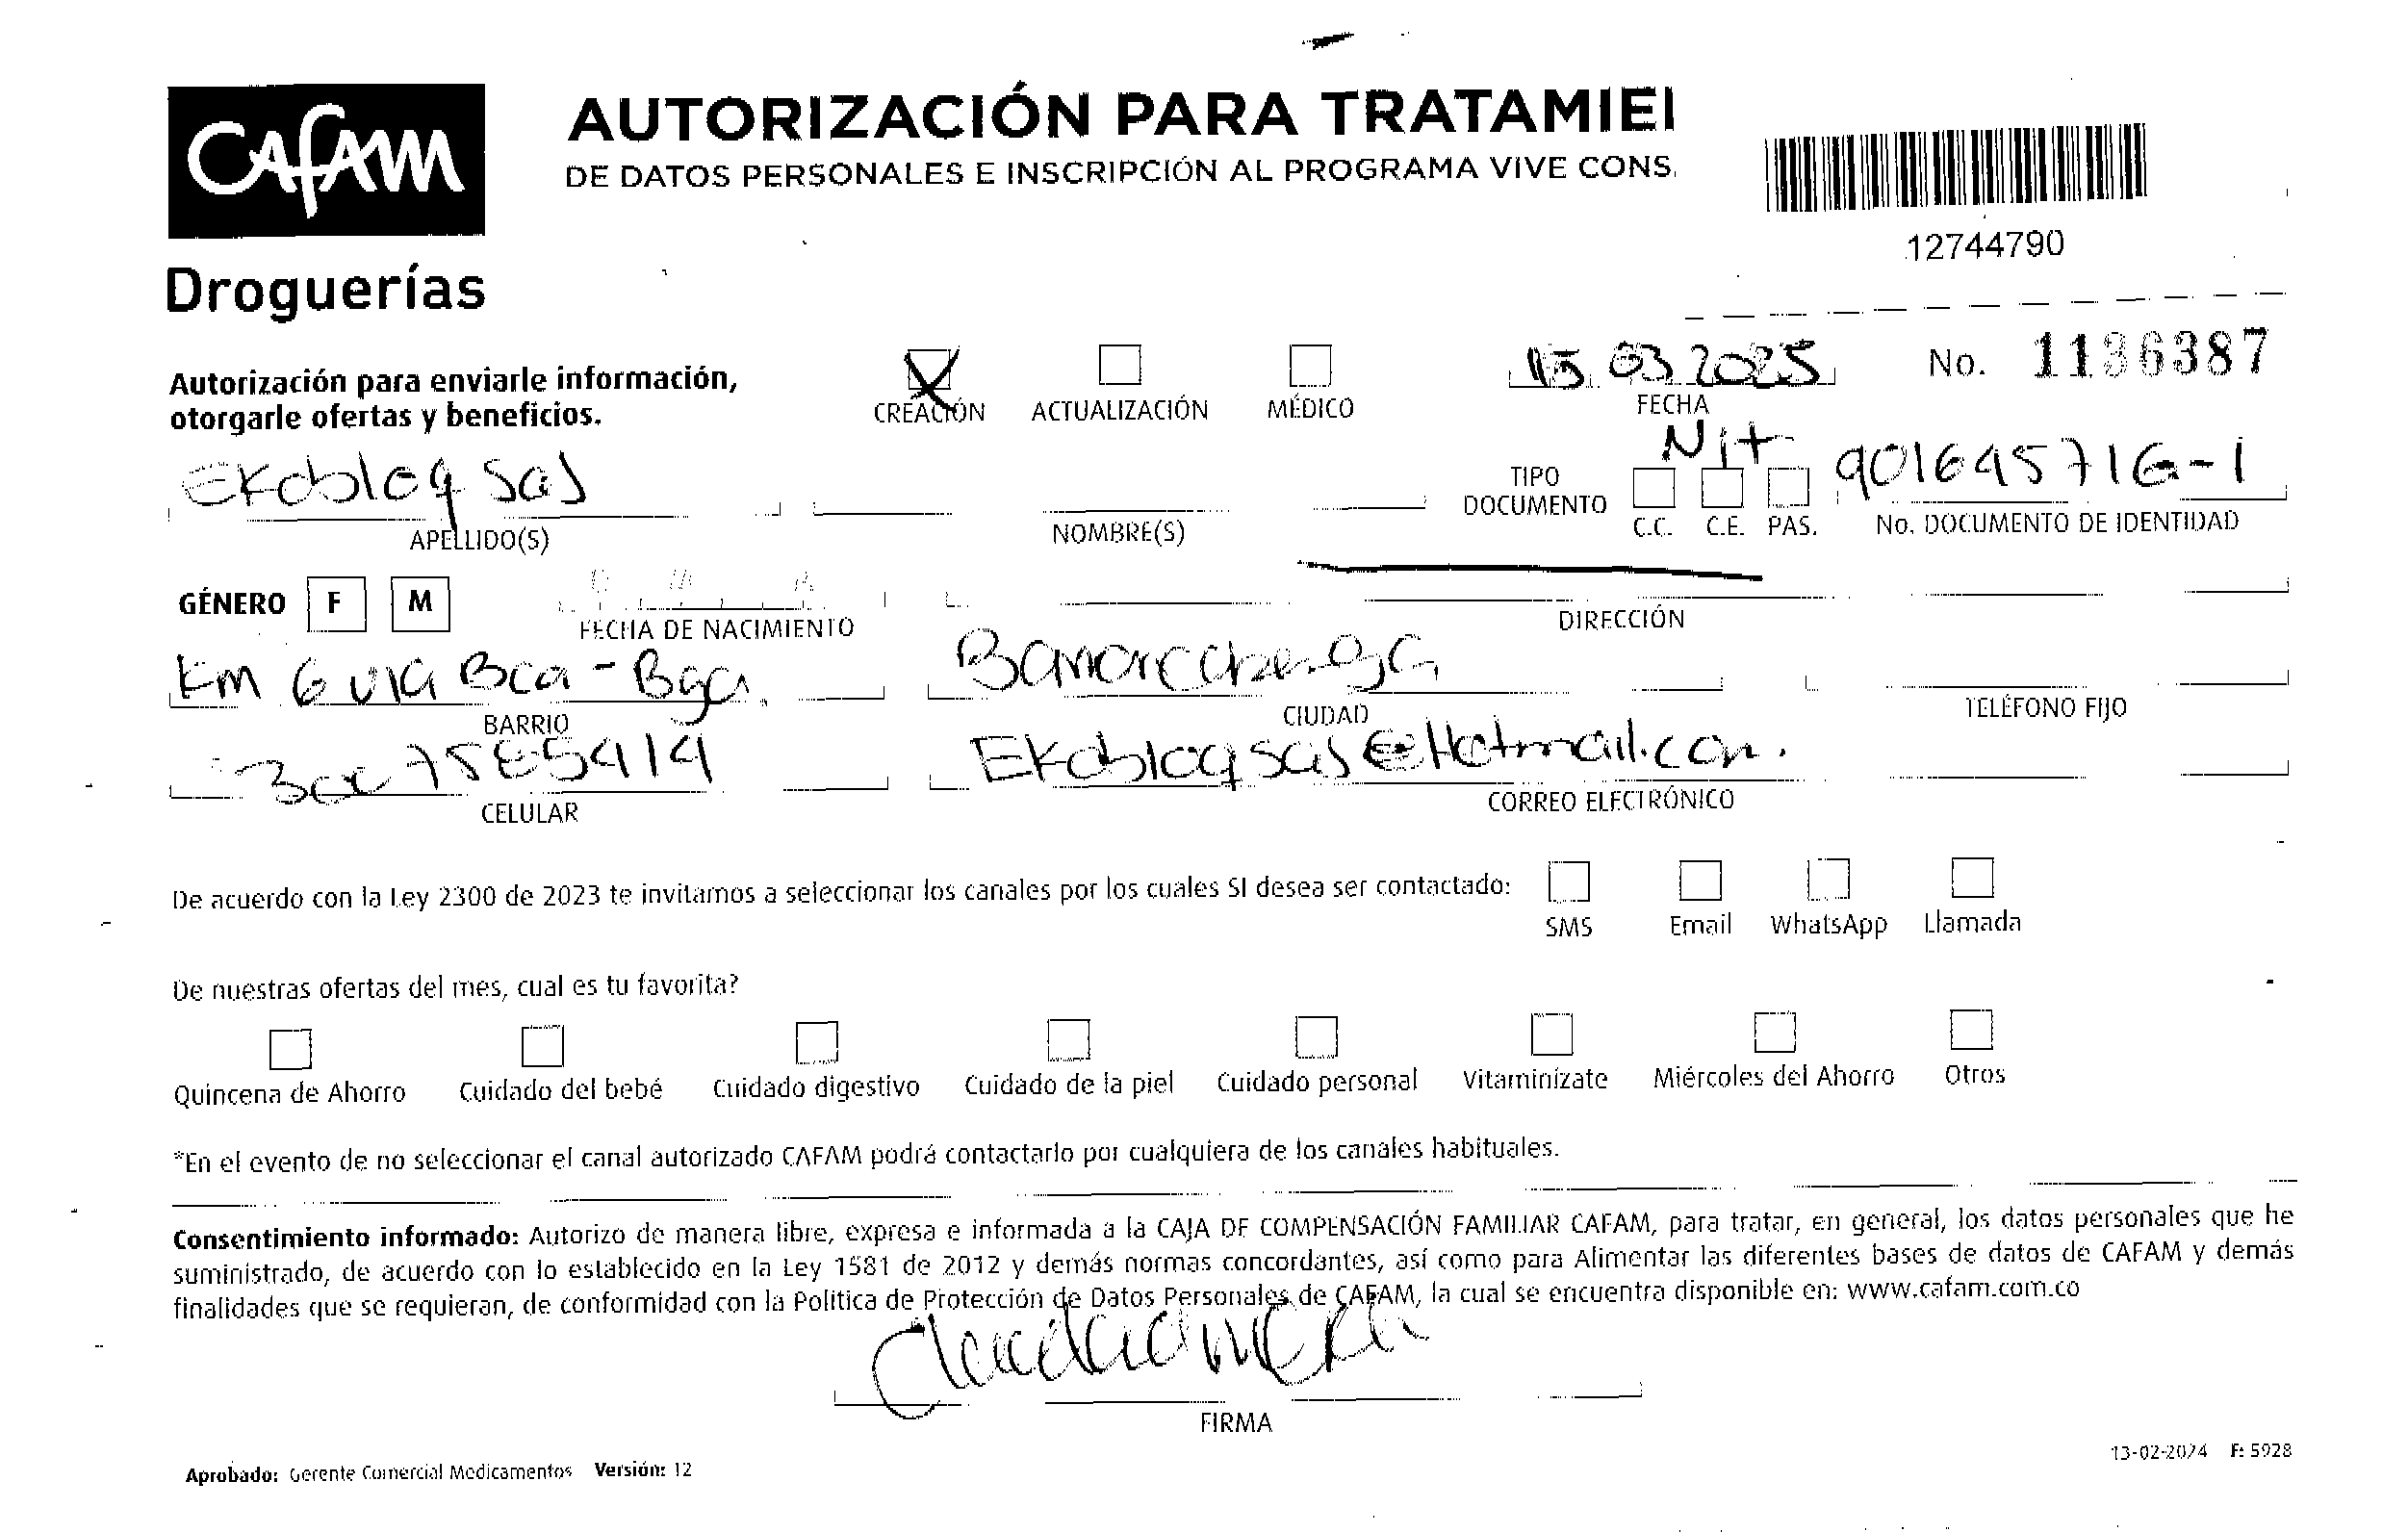 CAFAM
Droguerías
AUTORIZACIÓN PARA TRATAMIEI
DE DATOS PERSONALES E INSCRIPCIÓN AL PROGRAMA VIVE CONS
12744790
Autorización para enviarle información,
otorgarle ofertas y beneficios.
CREACIÓN ACTUALIZACIÓN MÉDICO
15 03 2025
FECHA
No. 1136387
Ekobloq sas
APELLIDO(S) NOMBRE(S)
TIPO DOCUMENTO
Nit
C.C. C.E. PAS.
901645716-1
No. DOCUMENTO DE IDENTIDAD
GÉNERO F M
D M A
FECHA DE NACIMIENTO DIRECCIÓN
Km 6 via Bca - Bga
BARRIO CIUDAD TELÉFONO FIJO
Ekobloqsas@Hotmail.com.
CELULAR CORREO ELECTRÓNICO
De acuerdo con la Ley 2300 de 2023 te invitamos a seleccionar los canales por los cuales SI desea ser contactado:
SMS Email WhatsApp Llamada
De nuestras ofertas del mes, cual es tu favorita?
Quincena de Ahorro Cuidado del bebé Cuidado digestivo Cuidado de la piel Cuidado personal Vitaminízate Miércoles del Ahorro Otros
*En el evento de no seleccionar el canal autorizado CAFAM podrá contactarlo por cualquiera de los canales habituales.
Consentimiento informado: Autorizo de manera libre, expresa e informada a la CAJA DE COMPENSACIÓN FAMILIAR CAFAM, para tratar, en general, los datos personales que he
suministrado, de acuerdo con lo establecido en la Ley 1581 de 2012 y demás normas concordantes, así como para Alimentar las diferentes bases de datos de CAFAM y demás
finalidades que se requieran, de conformidad con la Política de Protección de Datos Personales de CAFAM, la cual se encuentra disponible en: www.cafam.com.co
FIRMA
Aprobado: Gerente Comercial Medicamentos Versión: 12
13-02-2024 F: 5928